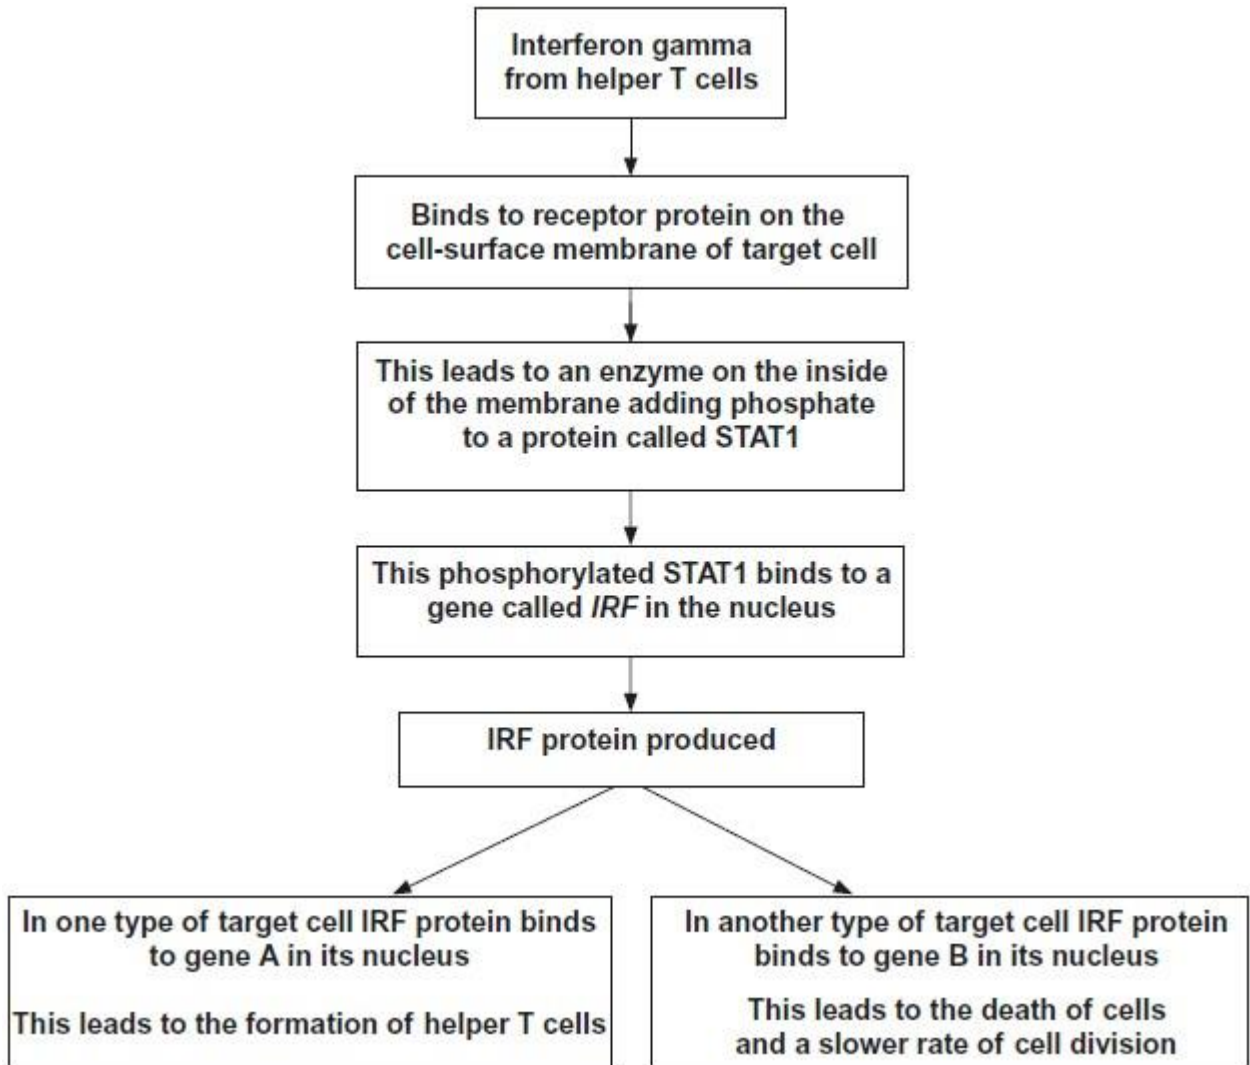 Interferon gamma
from helper T cells
Binds to receptor protein on the
cell-surface membrane of target cell
This leads to an enzyme on the inside
of the membrane adding phosphate
to a protein called STAT1
This phosphorylated STAT1 binds to a
gene called IRF in the nucleus
IRF protein produced
In one type of target cell IRF protein binds
to gene A in its nucleus
This leads to the formation of helper T cells
In another type of target cell IRF protein
binds to gene B in its nucleus
This leads to the death of cells
and a slower rate of cell division